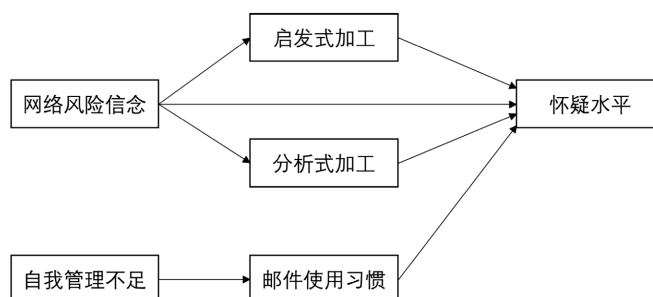 启发式加工
网络风险信念
怀疑水平
分析式加工
自我管理不足
邮件使用习惯